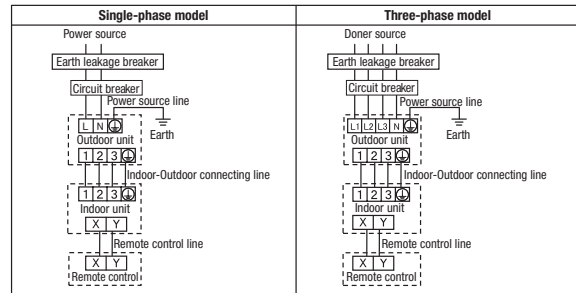 Single-phase model
Power source
Earth leakage breaker
Circuit breaker
Power source line
L N
Earth
Outdoor unit
1 2 3
Indoor-Outdoor connecting line
1 2 3
Indoor unit
X Y
Remote control line
X Y
Remote control
Three-phase model
Doner source
Earth leakage breaker
Circuit breaker
Power source line
L1 L2 L3 N
Earth
Outdoor unit
1 2 3
Indoor-Outdoor connecting line
1 2 3
Indoor unit
X Y
Remote control line
X Y
Remote control